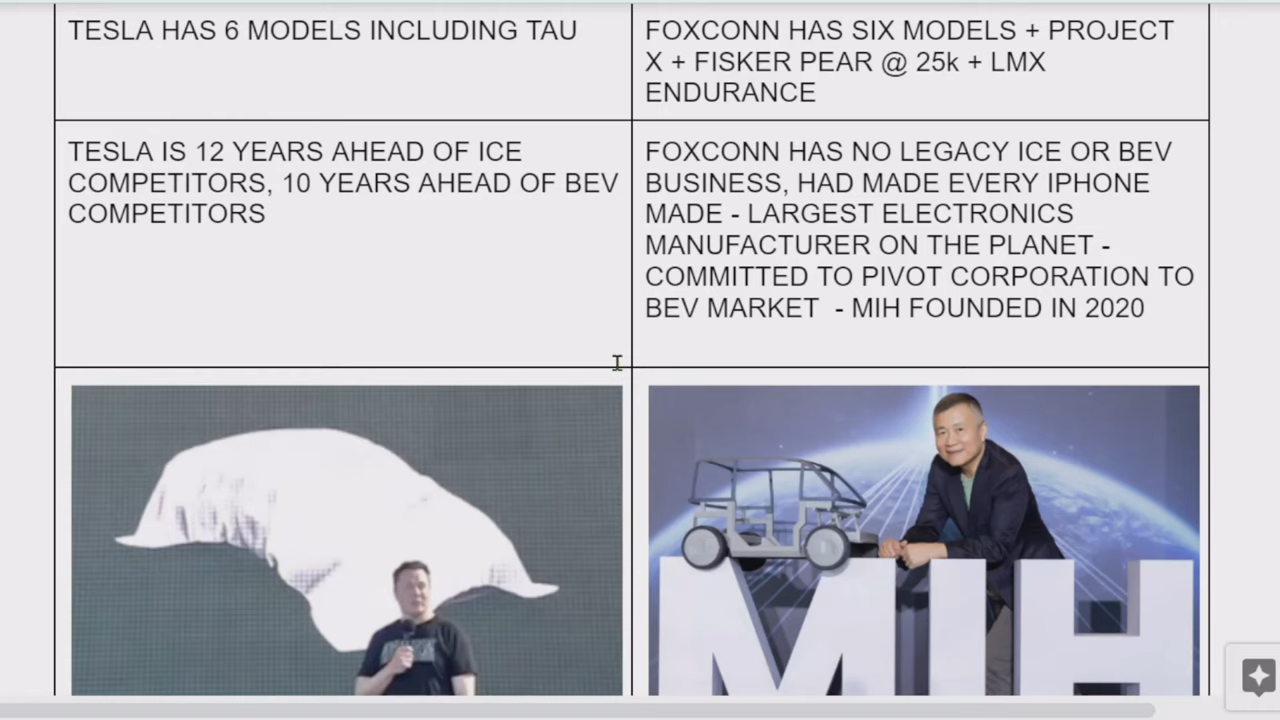 TESLA HAS 6 MODELS INCLUDING TAU
FOXCONN HAS SIX MODELS + PROJECT
X + FISKER PEAR @ 25k + LMX
ENDURANCE
TESLA IS 12 YEARS AHEAD OF ICE
COMPETITORS, 10 YEARS AHEAD OF BEV
COMPETITORS
FOXCONN HAS NO LEGACY ICE OR BEV
BUSINESS, HAD MADE EVERY IPHONE
MADE - LARGEST ELECTRONICS
MANUFACTURER ON THE PLANET -
COMMITTED TO PIVOT CORPORATION TO
BEV MARKET - MIH FOUNDED IN 2020
MIH